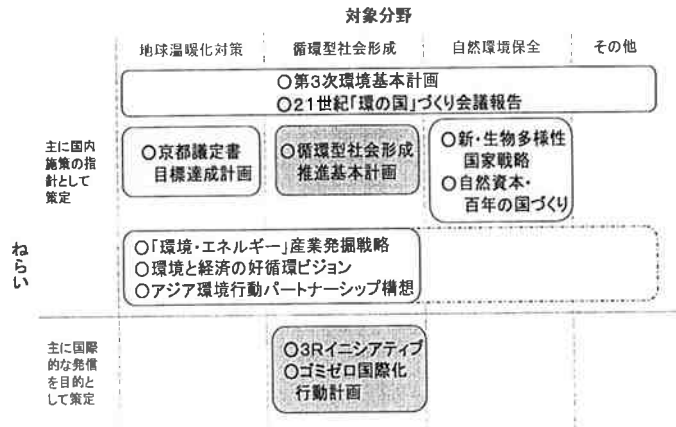 対象分野
地球温暖化対策
循環型社会形成
自然環境保全
その他
○第3次環境基本計画
○21世紀「環の国」づくり会議報告
主に国内
施策の指
針として
策定
○京都議定書
目標達成計画
○循環型社会形成
推進基本計画
○新・生物多様性
国家戦略
○自然資本・
百年の国づくり
ねらい
○「環境・エネルギー」産業発掘戦略
○環境と経済の好循環ビジョン
○アジア環境行動パートナーシップ構想
主に国際
的な発信
を目的と
して策定
○3Rイニシアティブ
○ゴミゼロ国際化
行動計画